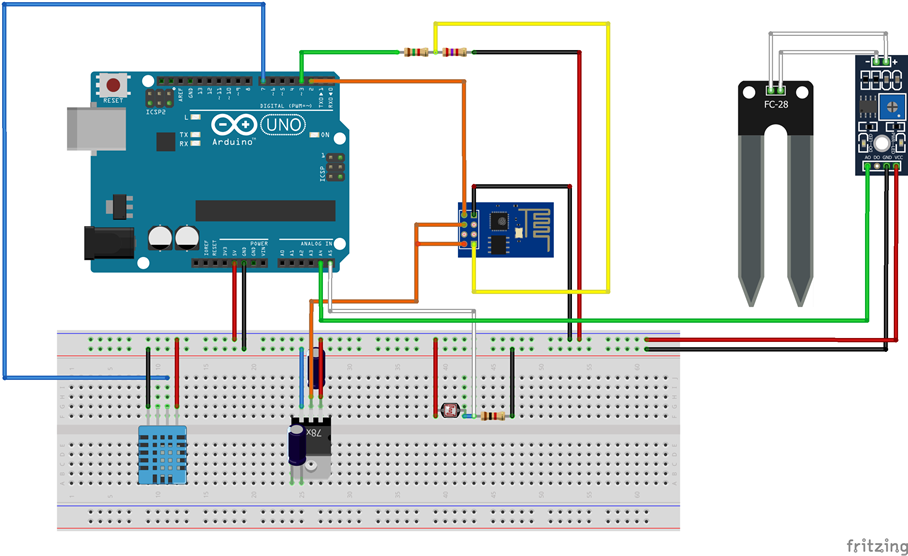 RESET
ICSP2
AREF
GND
13
12
~11
~10
~9
8
7
~6
~5
4
~3
2
TX▸1
RX◂0
DIGITAL (PWM=~)
L
TX
RX
UNO
Arduino™
ON
ICSP
IOREF
RESET
3V3
5V
GND
GND
VIN
POWER
ANALOG IN
A0
A1
A2
A3
A4
A5
FC-28
- +
A0 DO GND VCC
78x
fritzing